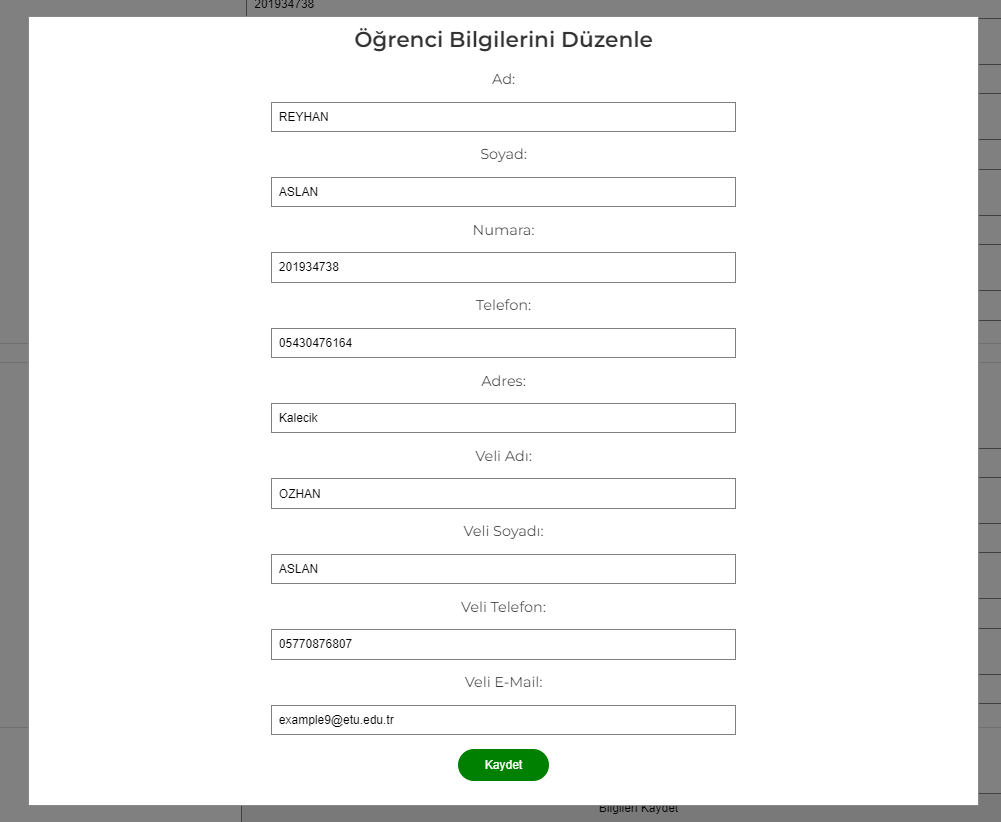 201934738
Öğrenci Bilgilerini Düzenle
Ad:
REYHAN
Soyad:
ASLAN
Numara:
201934738
Telefon:
05430476164
Adres:
Kalecik
Veli Adı:
OZHAN
Veli Soyadı:
ASLAN
Veli Telefon:
05770876807
Veli E-Mail:
example9@etu.edu.tr
Kaydet
Bilgileri Kaydet